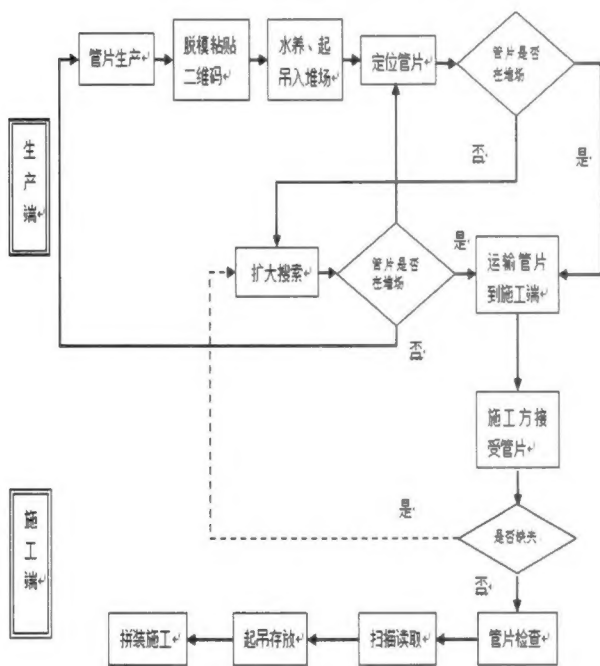 管片生产
脱模粘贴
二维码
水养、起
吊入堆场
定位管片
管片是否
在堆场
生
产
端
否
是
扩大搜索
管片是否
在堆场
是
运输管片
到施工端
否
施工方接
受管片
是
是否缺失
施
工
端
否
拼装施工
起吊存放
扫描读取
管片检查